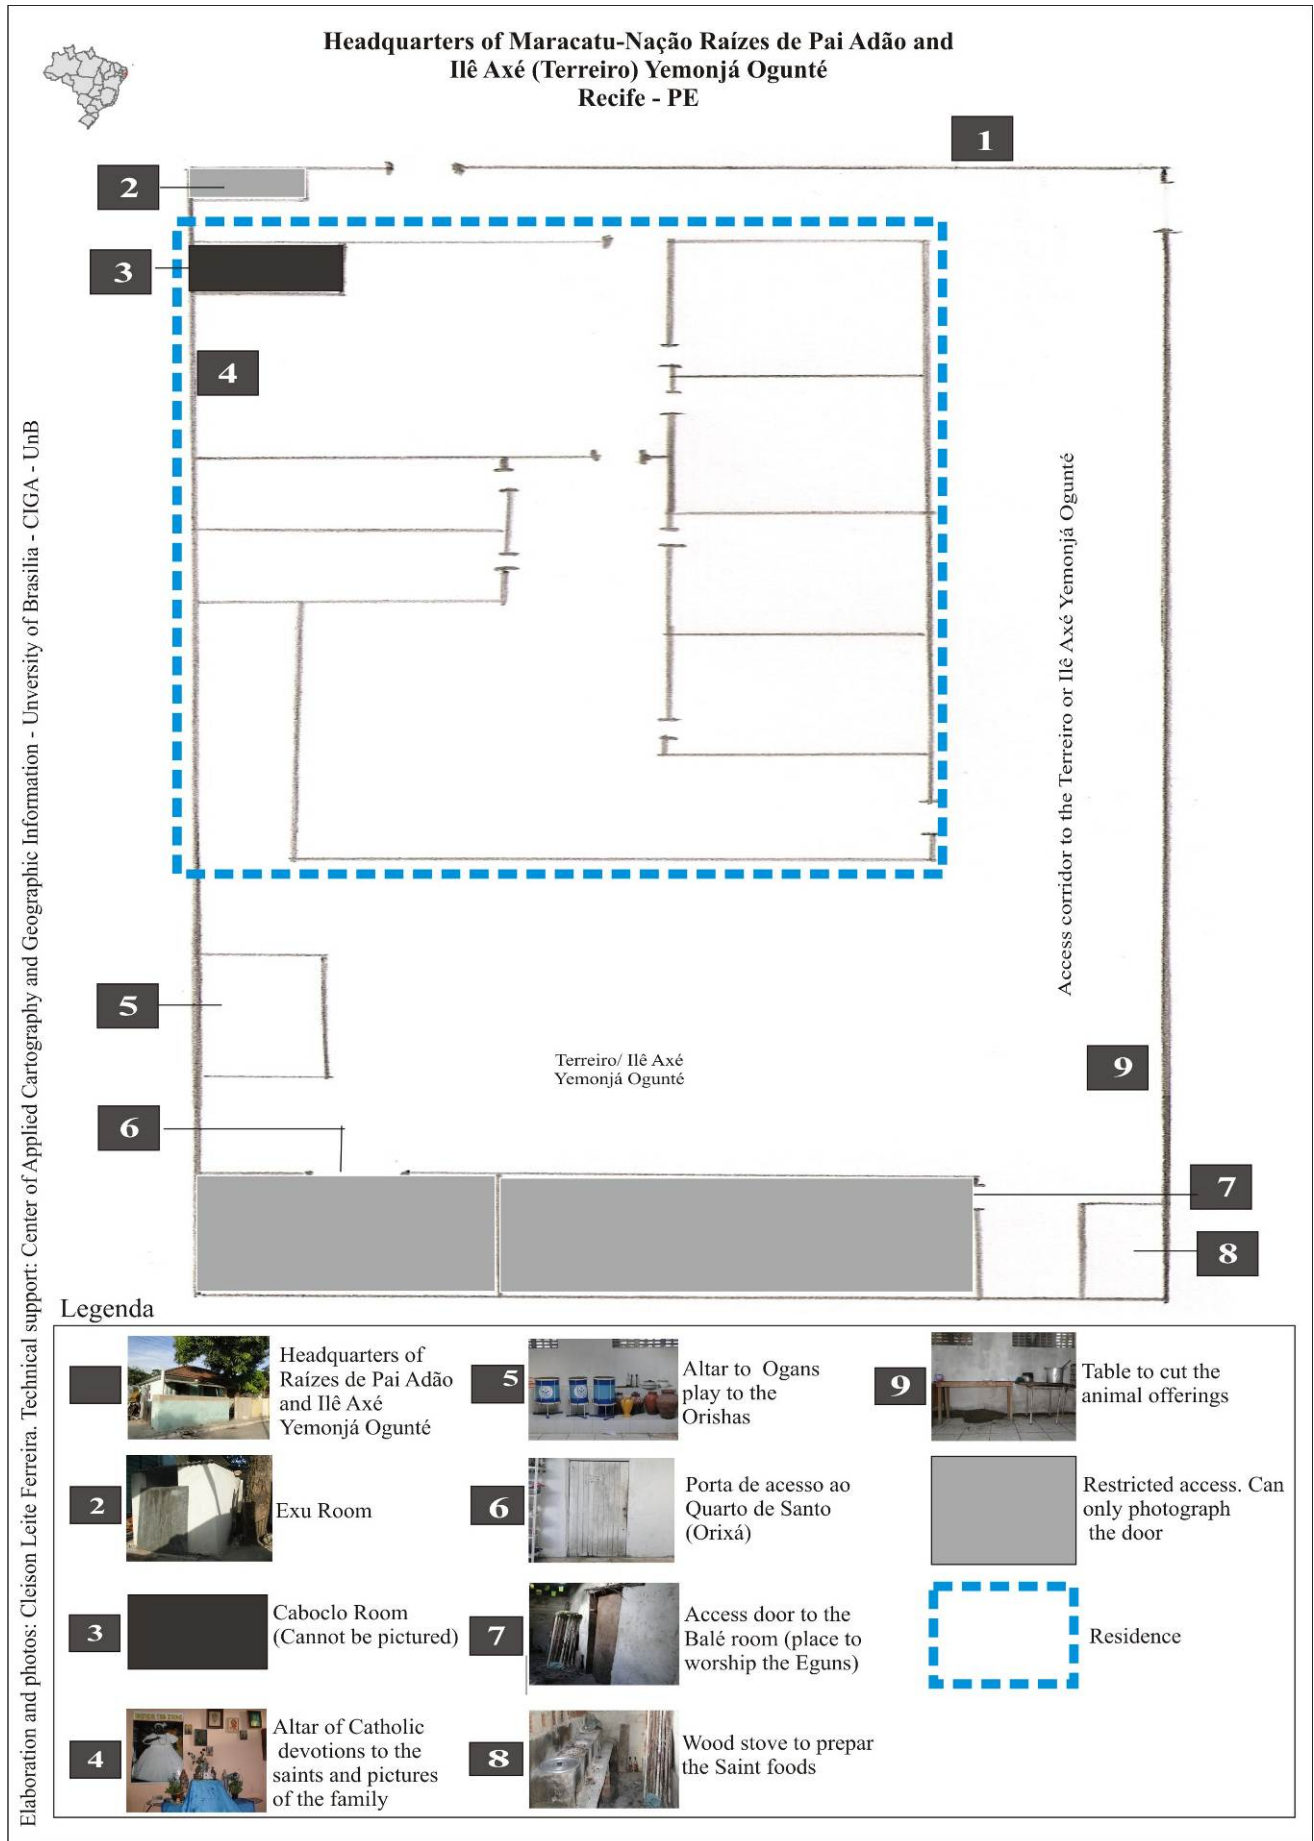 Headquarters of Maracatu-Nação Raízes de Pai Adão and
Ilê Axé (Terreiro) Yemonjá Ogunté
Recife - PE
1
2
3
4
Access corridor to the Terreiro or Ilê Axé Yemonjá Ogunté
5
Terreiro/ Ilê Axé
Yemonjá Ogunté
9
6
7
8
Elaboration and photos: Cleison Leite Ferreira. Technical support: Center of Applied Cartography and Geographic Information - Unversity of Brasilia - CIGA - UnB
Legenda
Headquarters of
Raízes de Pai Adão
and Ilê Axé
Yemonjá Ogunté
2
Exu Room
3
Caboclo Room
(Cannot be pictured)
4
Altar of Catholic
devotions to the
saints and pictures
of the family
5
Altar to Ogans
play to the
Orishas
6
Porta de acesso ao
Quarto de Santo
(Orixá)
7
Access door to the
Balé room (place to
worship the Eguns)
8
Wood stove to prepar
the Saint foods
9
Table to cut the
animal offerings
Restricted access. Can
only photograph
the door
Residence